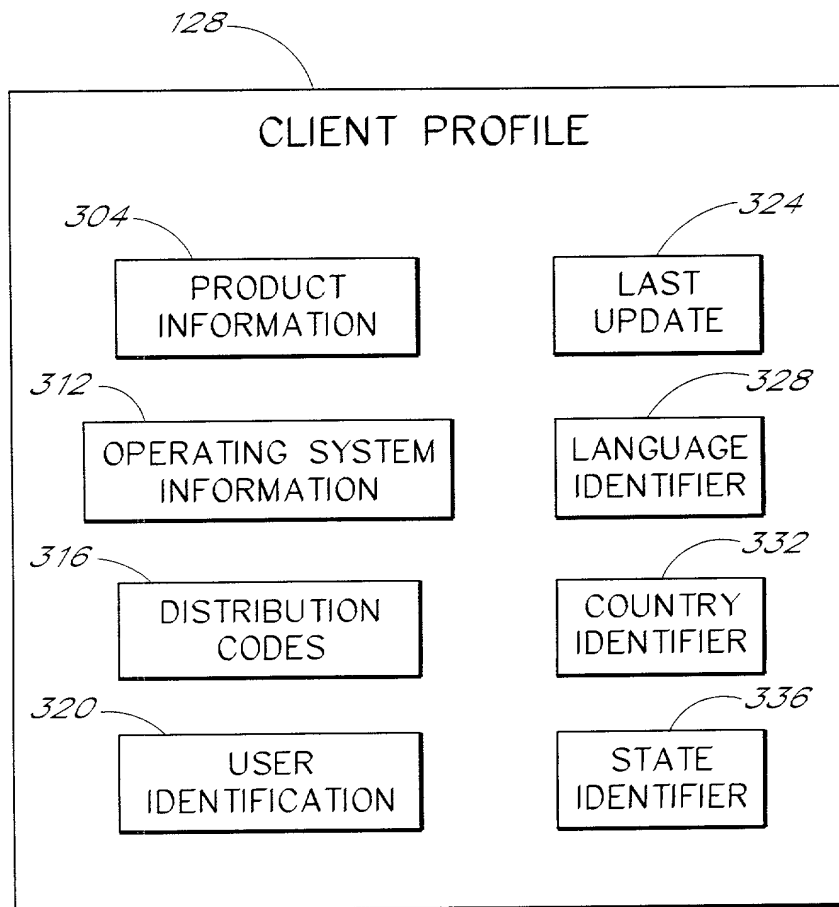 128
CLIENT PROFILE
304
PRODUCT
INFORMATION
324
LAST
UPDATE
312
OPERATING SYSTEM
INFORMATION
328
LANGUAGE
IDENTIFIER
316
DISTRIBUTION
CODES
332
COUNTRY
IDENTIFIER
320
USER
IDENTIFICATION
336
STATE
IDENTIFIER